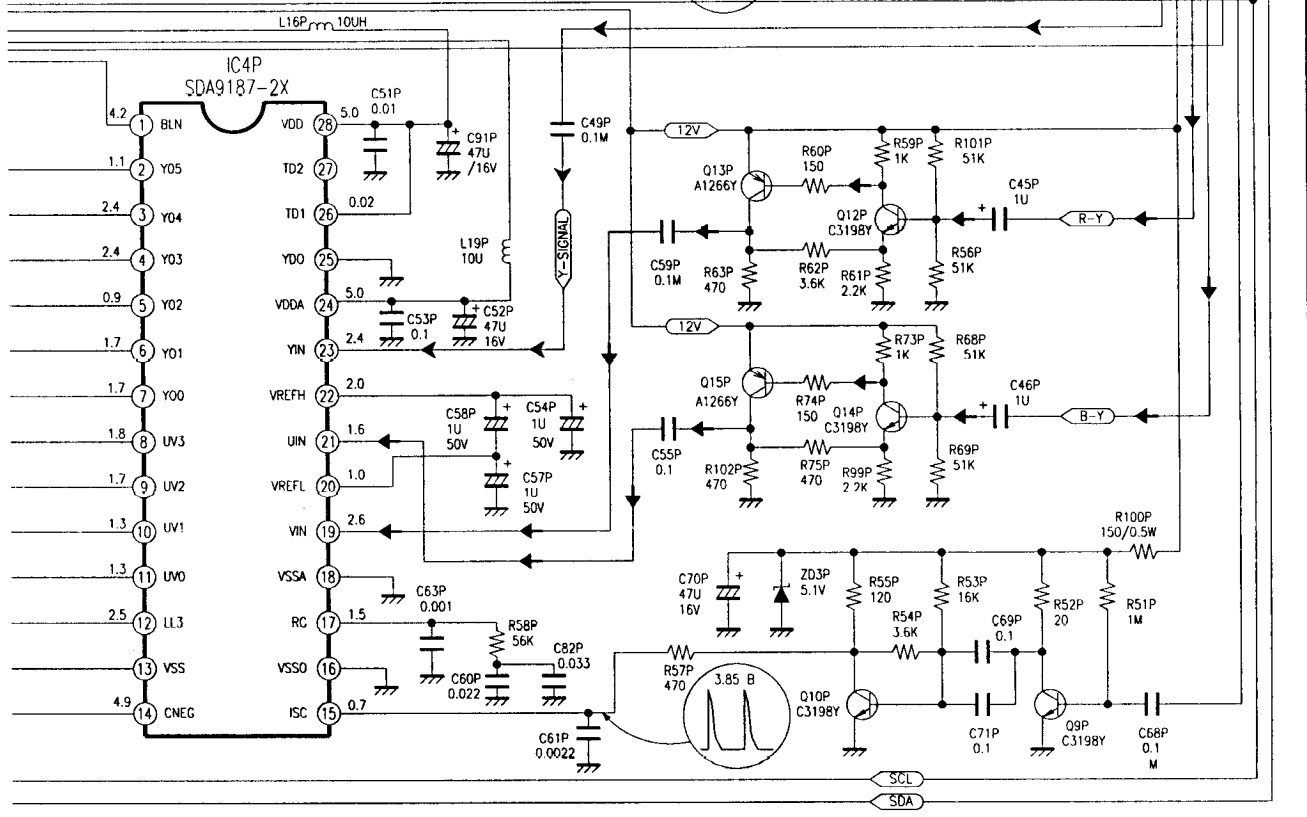 L16P 10UH
IC4P
SDA9187-2X
4.2 1 BLN
1.1 2 Y05
2.4 3 Y04
2.4 4 Y03
0.9 5 Y02
1.7 6 Y01
1.7 7 Y00
1.8 8 UV3
1.7 9 UV2
1.3 10 UV1
1.3 11 UV0
2.5 12 LL3
13 VSS
4.9 14 CNEG
VDD 28 5.0
TD2 27
TD1 26 0.02
YDO 25
VDDA 24 5.0
YIN 23 2.4
VREFH 22 2.0
UIN 21 1.6
VREFL 20 1.0
VIN 19 2.6
VSSA 18
RC 17 1.5
VSSO 16
ISC 15 0.7
C51P
0.01
C91P
47U
/16V
L19P
10U
C53P
0.1
C52P
47U
16V
C49P
0.1M
Y-SIGNAL
C58P
1U
50V
C54P
1U
50V
C57P
1U
50V
C63P
0.001
R58P
56K
C60P
0.022
C82P
0.033
C61P
0.0022
12V
Q13P
A1266Y
R60P
150
R59P
1K
R101P
51K
C45P
1U
R-Y
Q12P
C3198Y
C59P
0.1M
R63P
470
R62P
3.6K
R61P
2.2K
R56P
51K
12V
Q15P
A1266Y
R74P
150
R73P
1K
R68P
51K
C46P
1U
B-Y
Q14P
C3198Y
C55P
0.1
R102P
470
R75P
470
R99P
2.2K
R69P
51K
R100P
150/0.5W
C70P
47U
16V
ZD3P
5.1V
R55P
120
R54P
3.6K
R53P
16K
C69P
0.1
R52P
20
R51P
1M
R57P
470
3.85 B
Q10P
C3198Y
C71P
0.1
Q9P
C3198Y
C68P
0.1
M
SCL
SDA